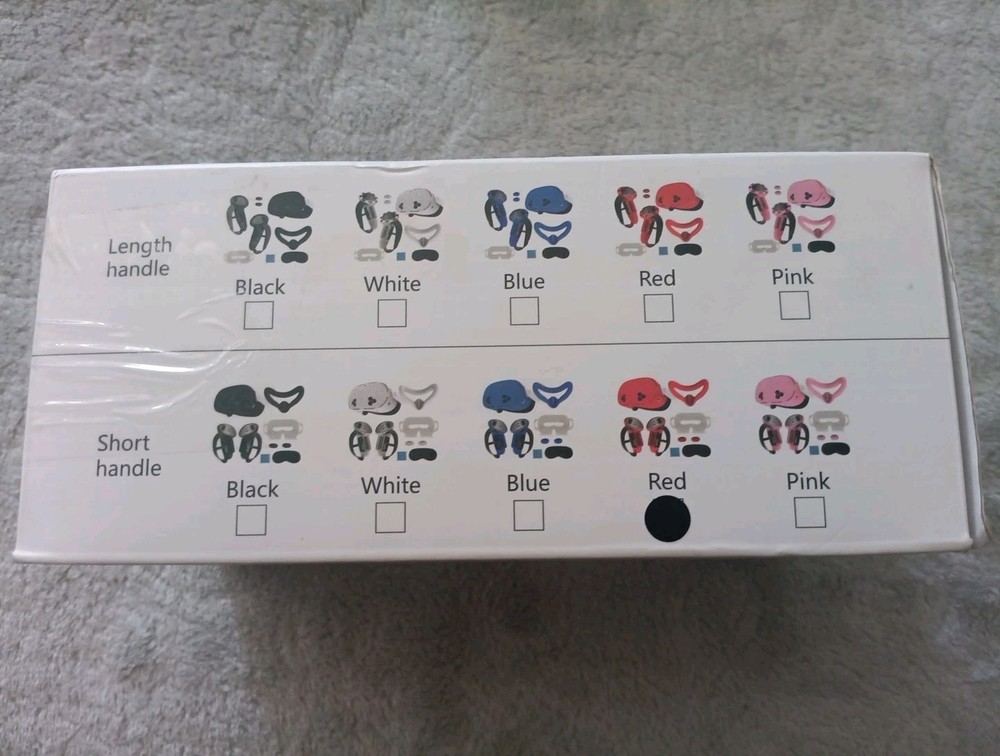 Length
handle
Black
White
Blue
Red
Pink
Short
handle
Black
White
Blue
Red
Pink